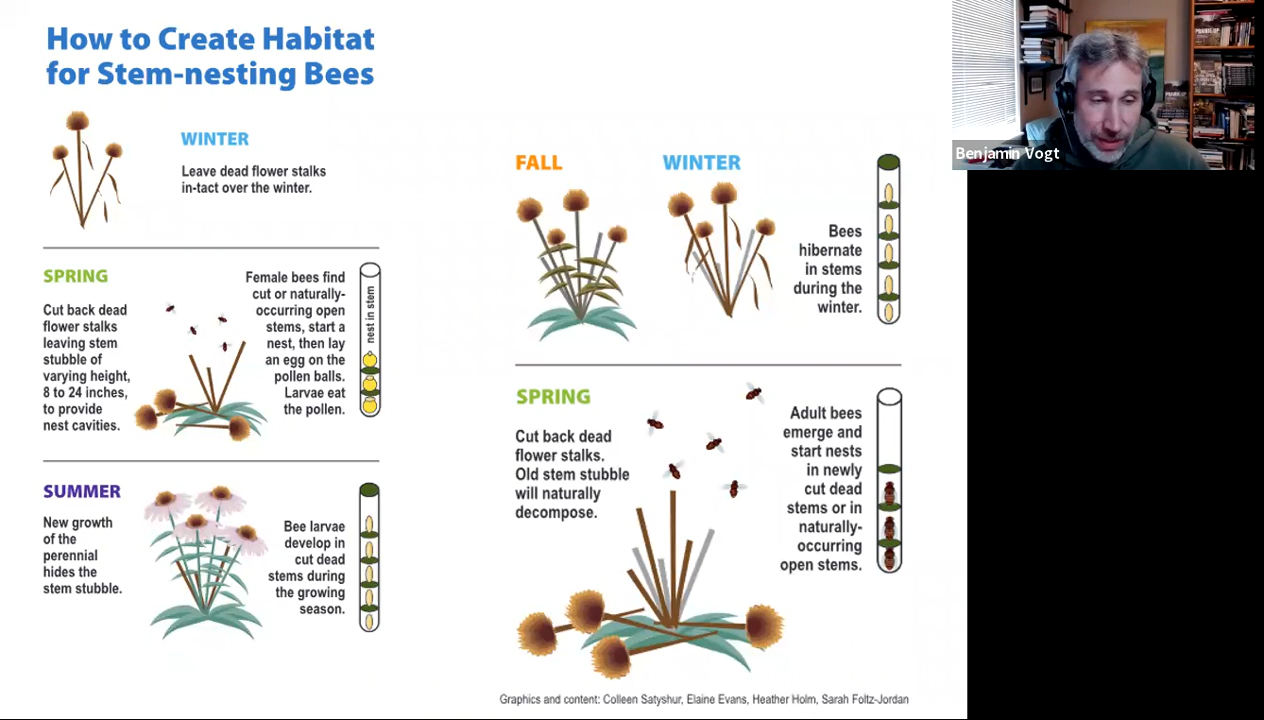 How to Create Habitat
for Stem-nesting Bees
WINTER
Leave dead flower stalks
in-tact over the winter.
SPRING
Cut back dead
flower stalks
leaving stem
stubble of
varying height,
8 to 24 inches,
to provide
nest cavities.
Female bees find
cut or naturally-
occurring open
stems, start a
nest, then lay
an egg on the
pollen balls.
Larvae eat
the pollen.
nest in stem
SUMMER
New growth
of the
perennial
hides the
stem stubble.
Bee larvae
develop in
cut dead
stems during
the growing
season.
FALL
WINTER
Bees
hibernate
in stems
during the
winter.
SPRING
Cut back dead
flower stalks.
Old stem stubble
will naturally
decompose.
Adult bees
emerge and
start nests
in newly
cut dead
stems or in
naturally-
occurring
open stems.
Graphics and content: Colleen Satyshur, Elaine Evans, Heather Holm, Sarah Foltz-Jordan
Benjamin Vogt